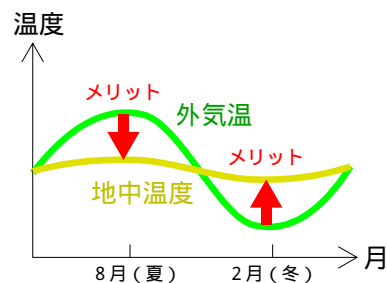 温度
メリット
外気温
メリット
地中温度
月
8月(夏)
2月(冬)